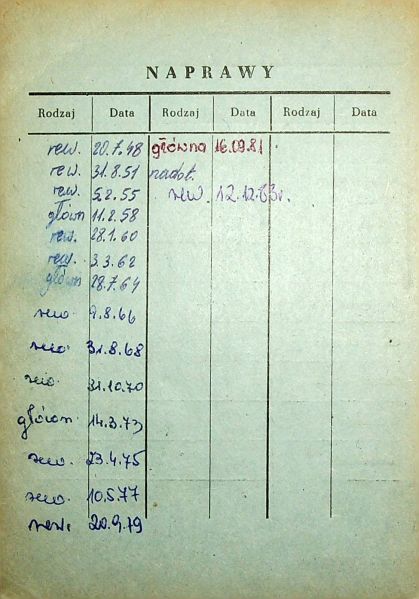 NAPRAWY
Rodzaj Data Rodzaj Data Rodzaj Data
rew. 20.7.48 główna 16.09.81
rew. 31.8.51
rew. 5.2.55 rew. 12.12.83r.
główn 11.2.58
rew. 28.1.60
rew. 3.3.62
główn 28.7.64
rew. 9.8.66
rew. 31.8.68
rew. 31.10.70
główn. 14.3.73
rew. 23.4.75
rew. 10.5.77
rew. 20.9.79